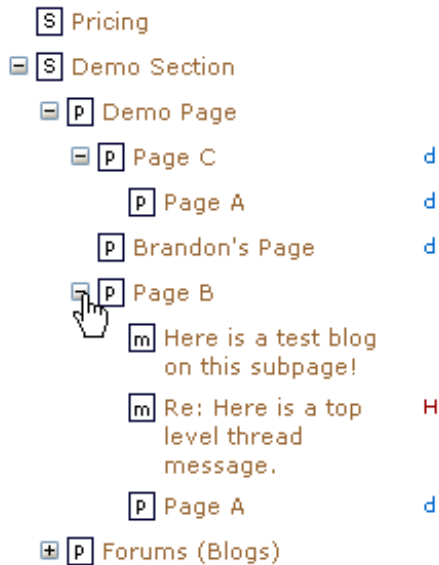 S Pricing
S Demo Section
p Demo Page
p Page C d
p Page A d
p Brandon's Page d
p Page B
m Here is a test blog
on this subpage!
m Re: Here is a top H
level thread
message.
p Page A d
p Forums (Blogs)